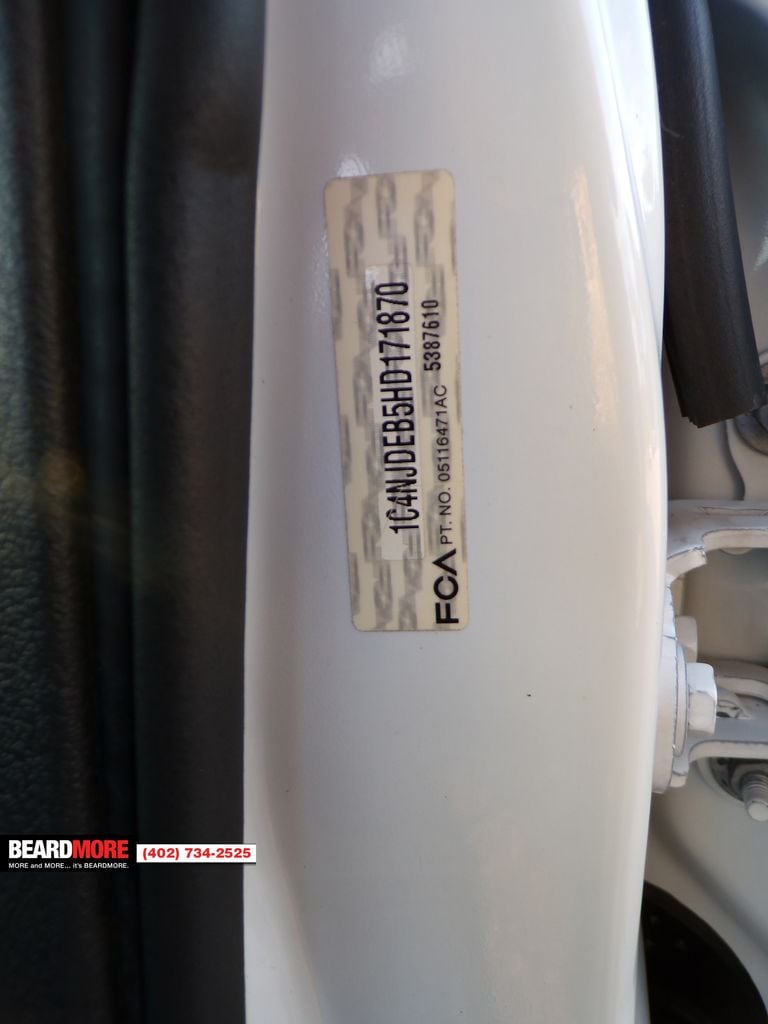 1C4NJDEB5HD171870
FCA PT. NO. 05116471AC 5387610
BEARDMORE (402) 734-2525
MORE and MORE... it's BEARDMORE.